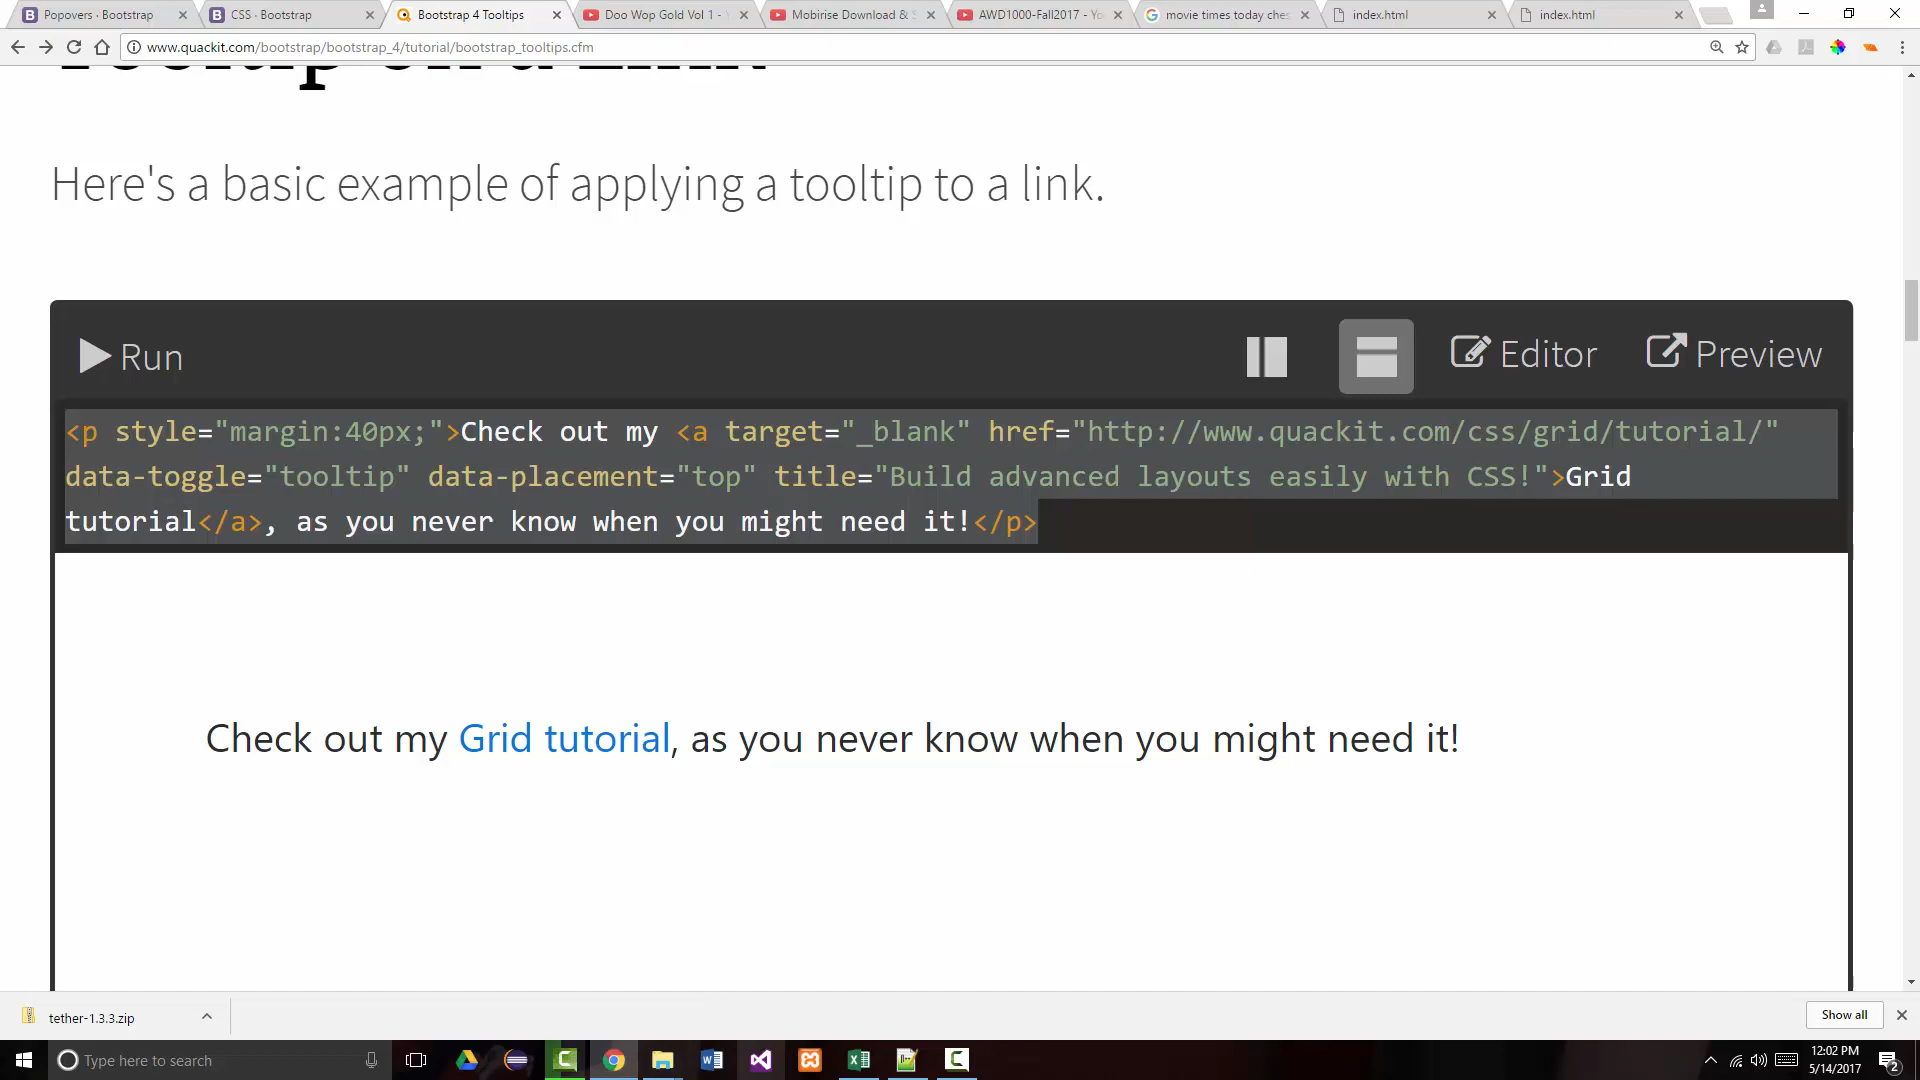 Popovers · Bootstrap
CSS · Bootstrap
Bootstrap 4 Tooltips
Doo Wop Gold Vol 1 -
Mobirise Download &
AWD1000-Fall2017 -
movie times today ches
index.html
index.html
www.quackit.com/bootstrap/bootstrap_4/tutorial/bootstrap_tooltips.cfm
Here's a basic example of applying a tooltip to a link.
Run
Editor
Preview
<p style="margin:40px;">Check out my <a target="_blank" href="http://www.quackit.com/css/grid/tutorial/"
data-toggle="tooltip" data-placement="top" title="Build advanced layouts easily with CSS!">Grid
tutorial</a>, as you never know when you might need it!</p>
Check out my Grid tutorial, as you never know when you might need it!
tether-1.3.3.zip
Show all
Type here to search
12:02 PM
5/14/2017
2